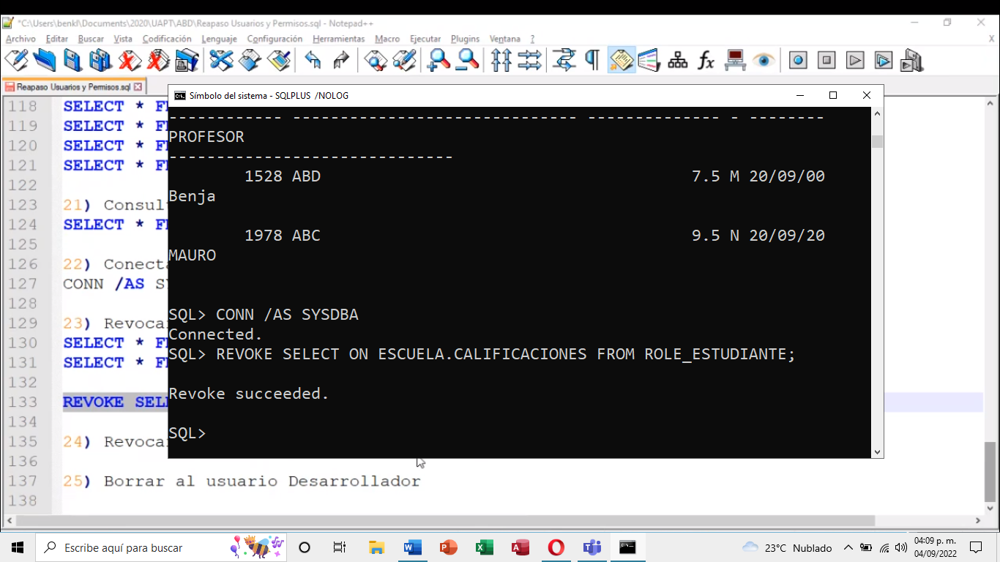 "C:\Users\benkl\Documents\2020\UAPT\ABD\Reapaso Usuarios y Permisos.sql - Notepad++
Archivo Editar Buscar Vista Codificación Lenguaje Configuración Herramientas Macro Ejecutar Plugins Ventana ? X
Reapaso Usuarios y Permisos.sql
Símbolo del sistema - SQLPLUS /NOLOG
118 SELECT * F
119 SELECT * F
120 SELECT * F
121 SELECT * F
122
123 21) Consul
124 SELECT * F
125
126 22) Conect
127 CONN /AS S
128
129 23) Revoca
130 SELECT * F
131 SELECT * F
132
133 REVOKE SEL
134
135 24) Revoca
136
137 25) Borrar al usuario Desarrollador
138
------------ ------------------------------ -------------- - --------
PROFESOR
------------------------------
1528 ABD 7.5 M 20/09/00
Benja
1978 ABC 9.5 N 20/09/20
MAURO
SQL> CONN /AS SYSDBA
Connected.
SQL> REVOKE SELECT ON ESCUELA.CALIFICACIONES FROM ROLE_ESTUDIANTE;
Revoke succeeded.
SQL>
Escribe aquí para buscar
23°C Nublado
04:09 p. m.
04/09/2022